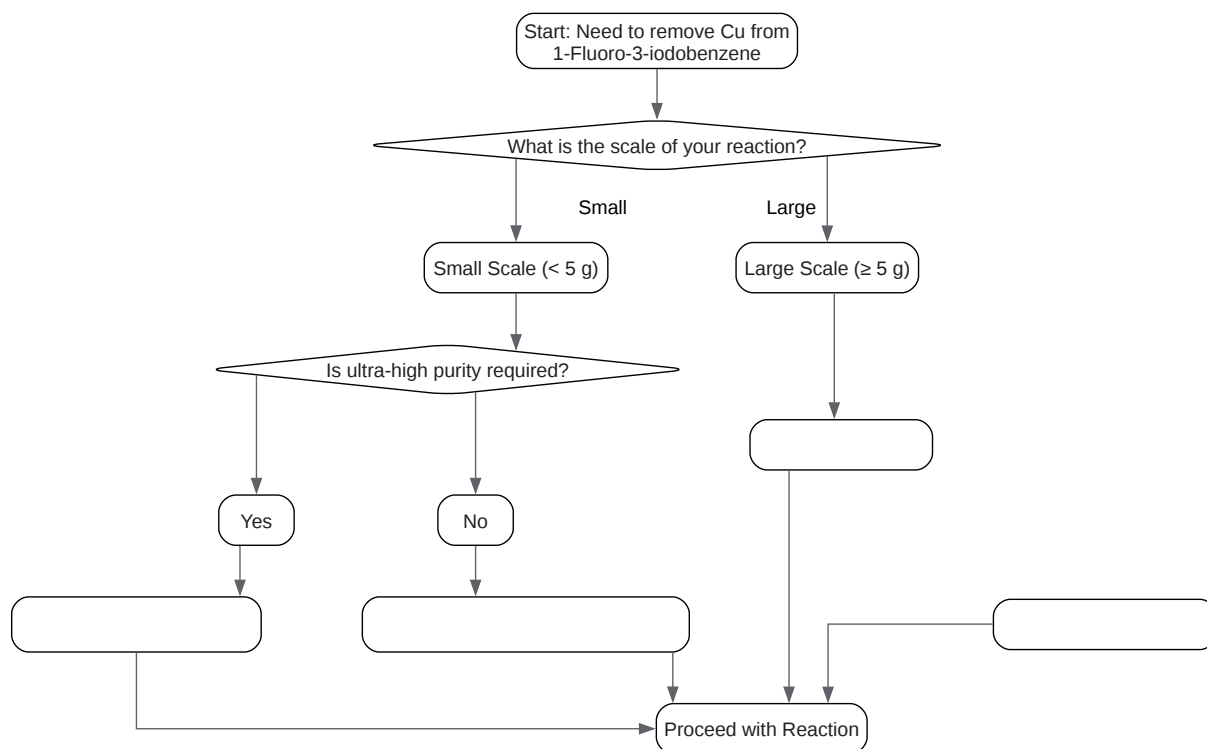 Start: Need to remove Cu from
1-Fluoro-3-iodobenzene
What is the scale of your reaction?
Small
Large
Small Scale (< 5 g)
Large Scale (≥ 5 g)
Is ultra-high purity required?
Yes
No
Proceed with Reaction